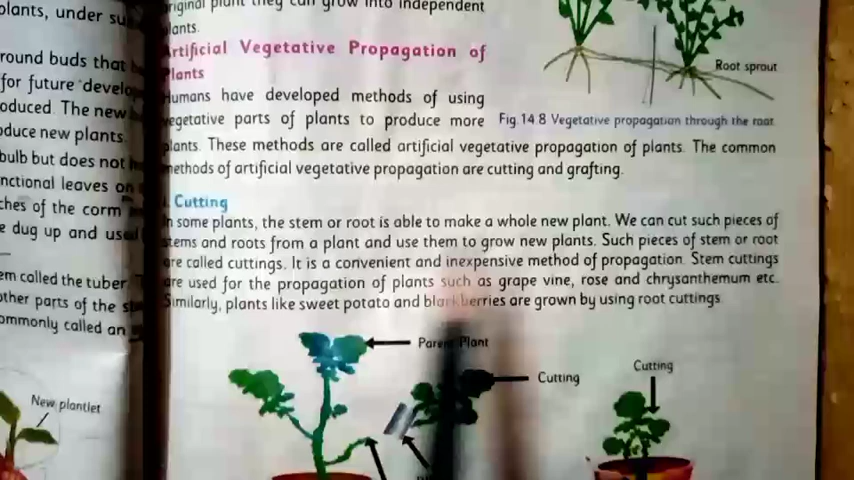 plants, under
round buds that
for future develo
oduced. The new
oduce new plants.
bulb but does not
nctional leaves on
ches of the corm
e dug up and used
em called the tuber.
other parts of the
ommonly called an
New plantlet
original plant they can grow into independent
plants.
Artificial Vegetative Propagation of
Plants
Humans have developed methods of using
vegetative parts of plants to produce more
plants. These methods are called artificial vegetative propagation of plants. The common
methods of artificial vegetative propagation are cutting and grafting.
Root sprout
Fig 14 8 Vegetative propagation through the root
i. Cutting
In some plants, the stem or root is able to make a whole new plant. We can cut such pieces of
stems and roots from a plant and use them to grow new plants. Such pieces of stem or root
are called cuttings. It is a convenient and inexpensive method of propagation. Stem cuttings
are used for the propagation of plants such as grape vine, rose and chrysanthemum etc.
Similarly, plants like sweet potato and blackberries are grown by using root cuttings
Parent Plant
Cutting
Cutting